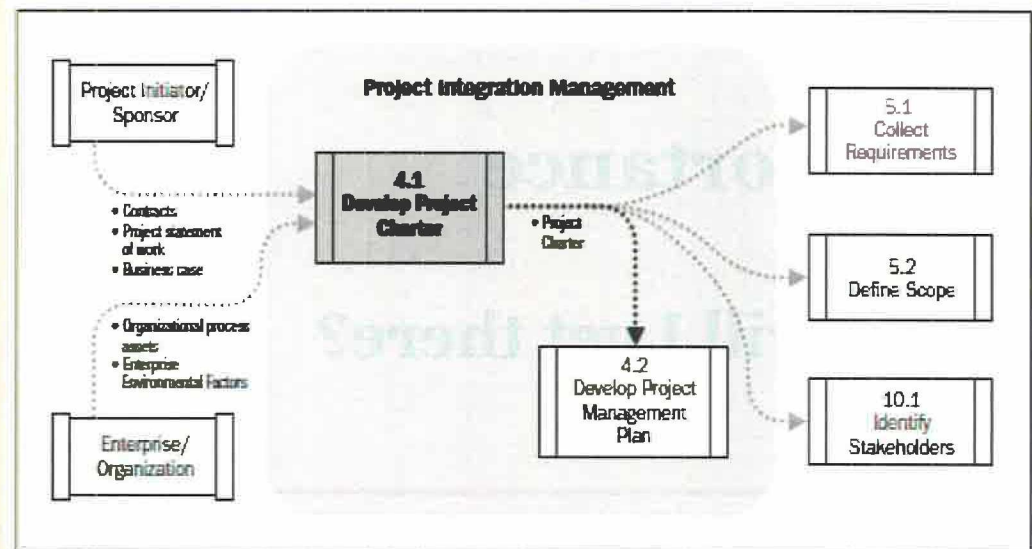 Project Initiator/
Sponsor
Project Integration Management
5.1
Collect
Requirements
4.1
Develop Project
Charter
• Contracts
• Project statement
of work
• Business case
• Project
Charter
5.2
Define Scope
• Organizational process
assets
• Enterprise
Environmental Factors
4.2
Develop Project
Management
Plan
10.1
Identify
Stakeholders
Enterprise/
Organization